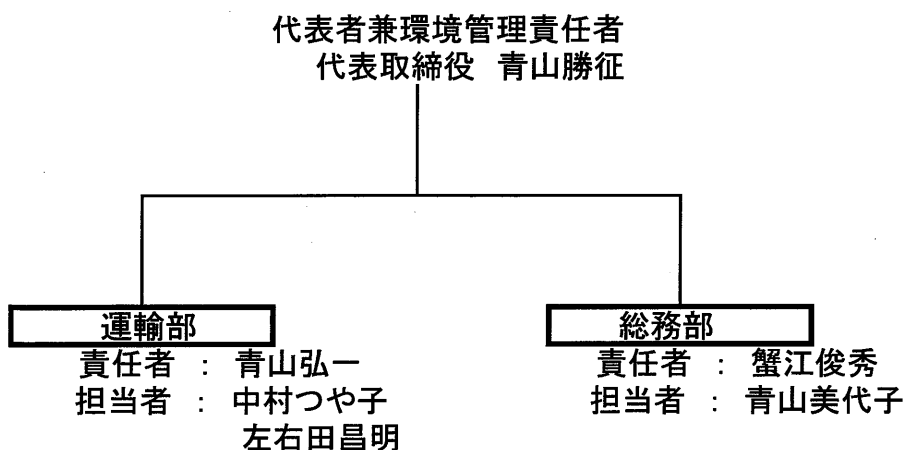 代表者兼環境管理責任者
代表取締役 青山勝征
運輸部
責任者 : 青山弘一
担当者 : 中村つや子
左右田昌明
総務部
責任者 : 蟹江俊秀
担当者 : 青山美代子